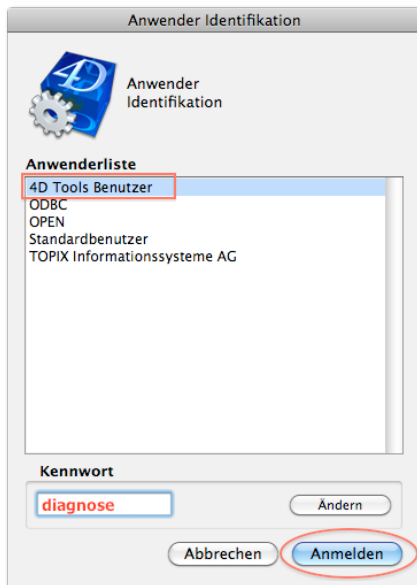 Anwender Identifikation
4D
Anwender
Identifikation
Anwenderliste
4D Tools Benutzer
ODBC
OPEN
Standardbenutzer
TOPIX Informationssysteme AG
Kennwort
diagnose
Ändern
Abbrechen
Anmelden